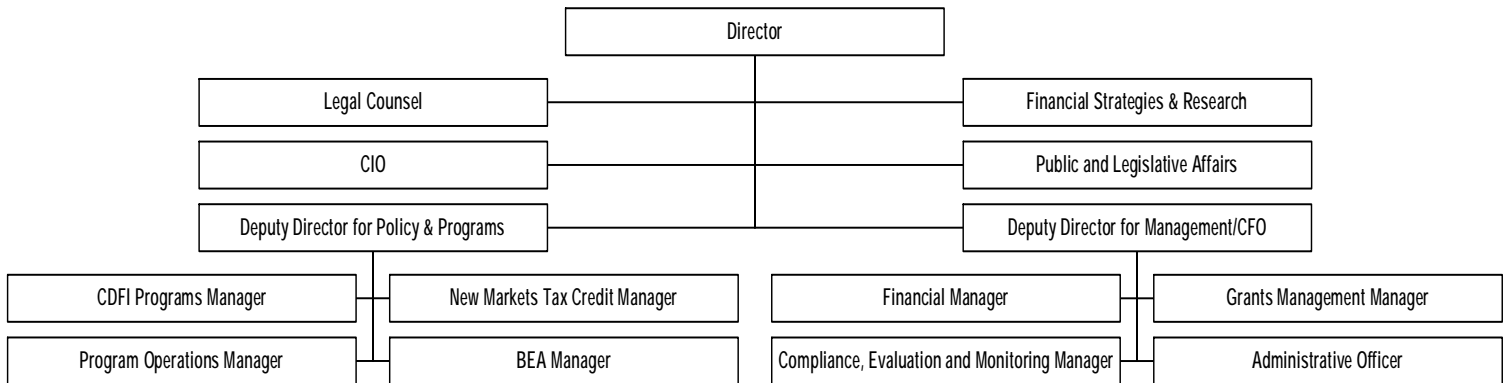 Director
Legal Counsel
Financial Strategies & Research
CIO
Public and Legislative Affairs
Deputy Director for Policy & Programs
Deputy Director for Management/CFO
CDFI Programs Manager
New Markets Tax Credit Manager
Financial Manager
Grants Management Manager
Program Operations Manager
BEA Manager
Compliance, Evaluation and Monitoring Manager
Administrative Officer